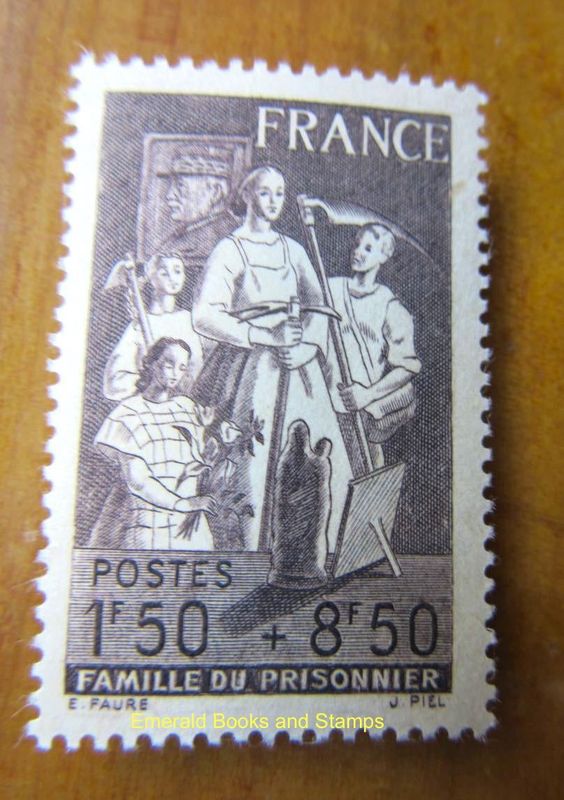 FRANCE
POSTES
1F50 + 8F50
FAMILLE DU PRISONNIER
E. FAURE J. PIEL
Emerald Books and Stamps